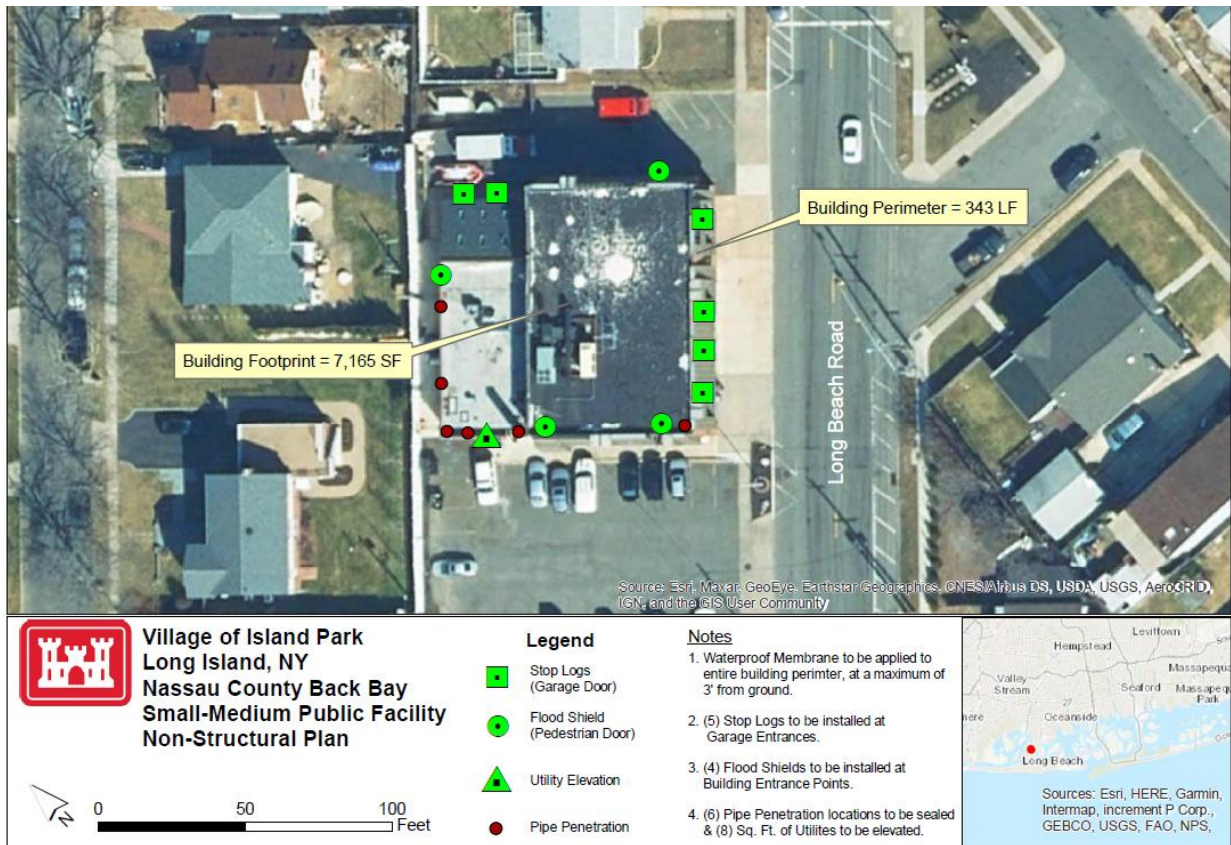 Building Perimeter = 343 LF
Building Footprint = 7,165 SF
Long Beach Road
Source: Esri, Maxar, GeoEye, Earthstar Geographics, CNES/Airbus DS, USDA, USGS, AeroGRID,
IGN, and the GIS User Community
Village of Island Park
Long Island, NY
Nassau County Back Bay
Small-Medium Public Facility
Non-Structural Plan
N
0 50 100
Feet
Legend
Stop Logs
(Garage Door)
Flood Shield
(Pedestrian Door)
Utility Elevation
Pipe Penetration
Notes
1. Waterproof Membrane to be applied to
entire building perimter, at a maximum of
3' from ground.
2. (5) Stop Logs to be installed at
Garage Entrances.
3. (4) Flood Shields to be installed at
Building Entrance Points.
4. (6) Pipe Penetration locations to be sealed
& (8) Sq. Ft. of Utilites to be elevated.
Levittown
Hempstead
Massapequa
Valley
Stream
Seaford
Massapequa
Park
27
mere
Oceanside
Long Beach
Sources: Esri, HERE, Garmin,
Intermap, increment P Corp.,
GEBCO, USGS, FAO, NPS,